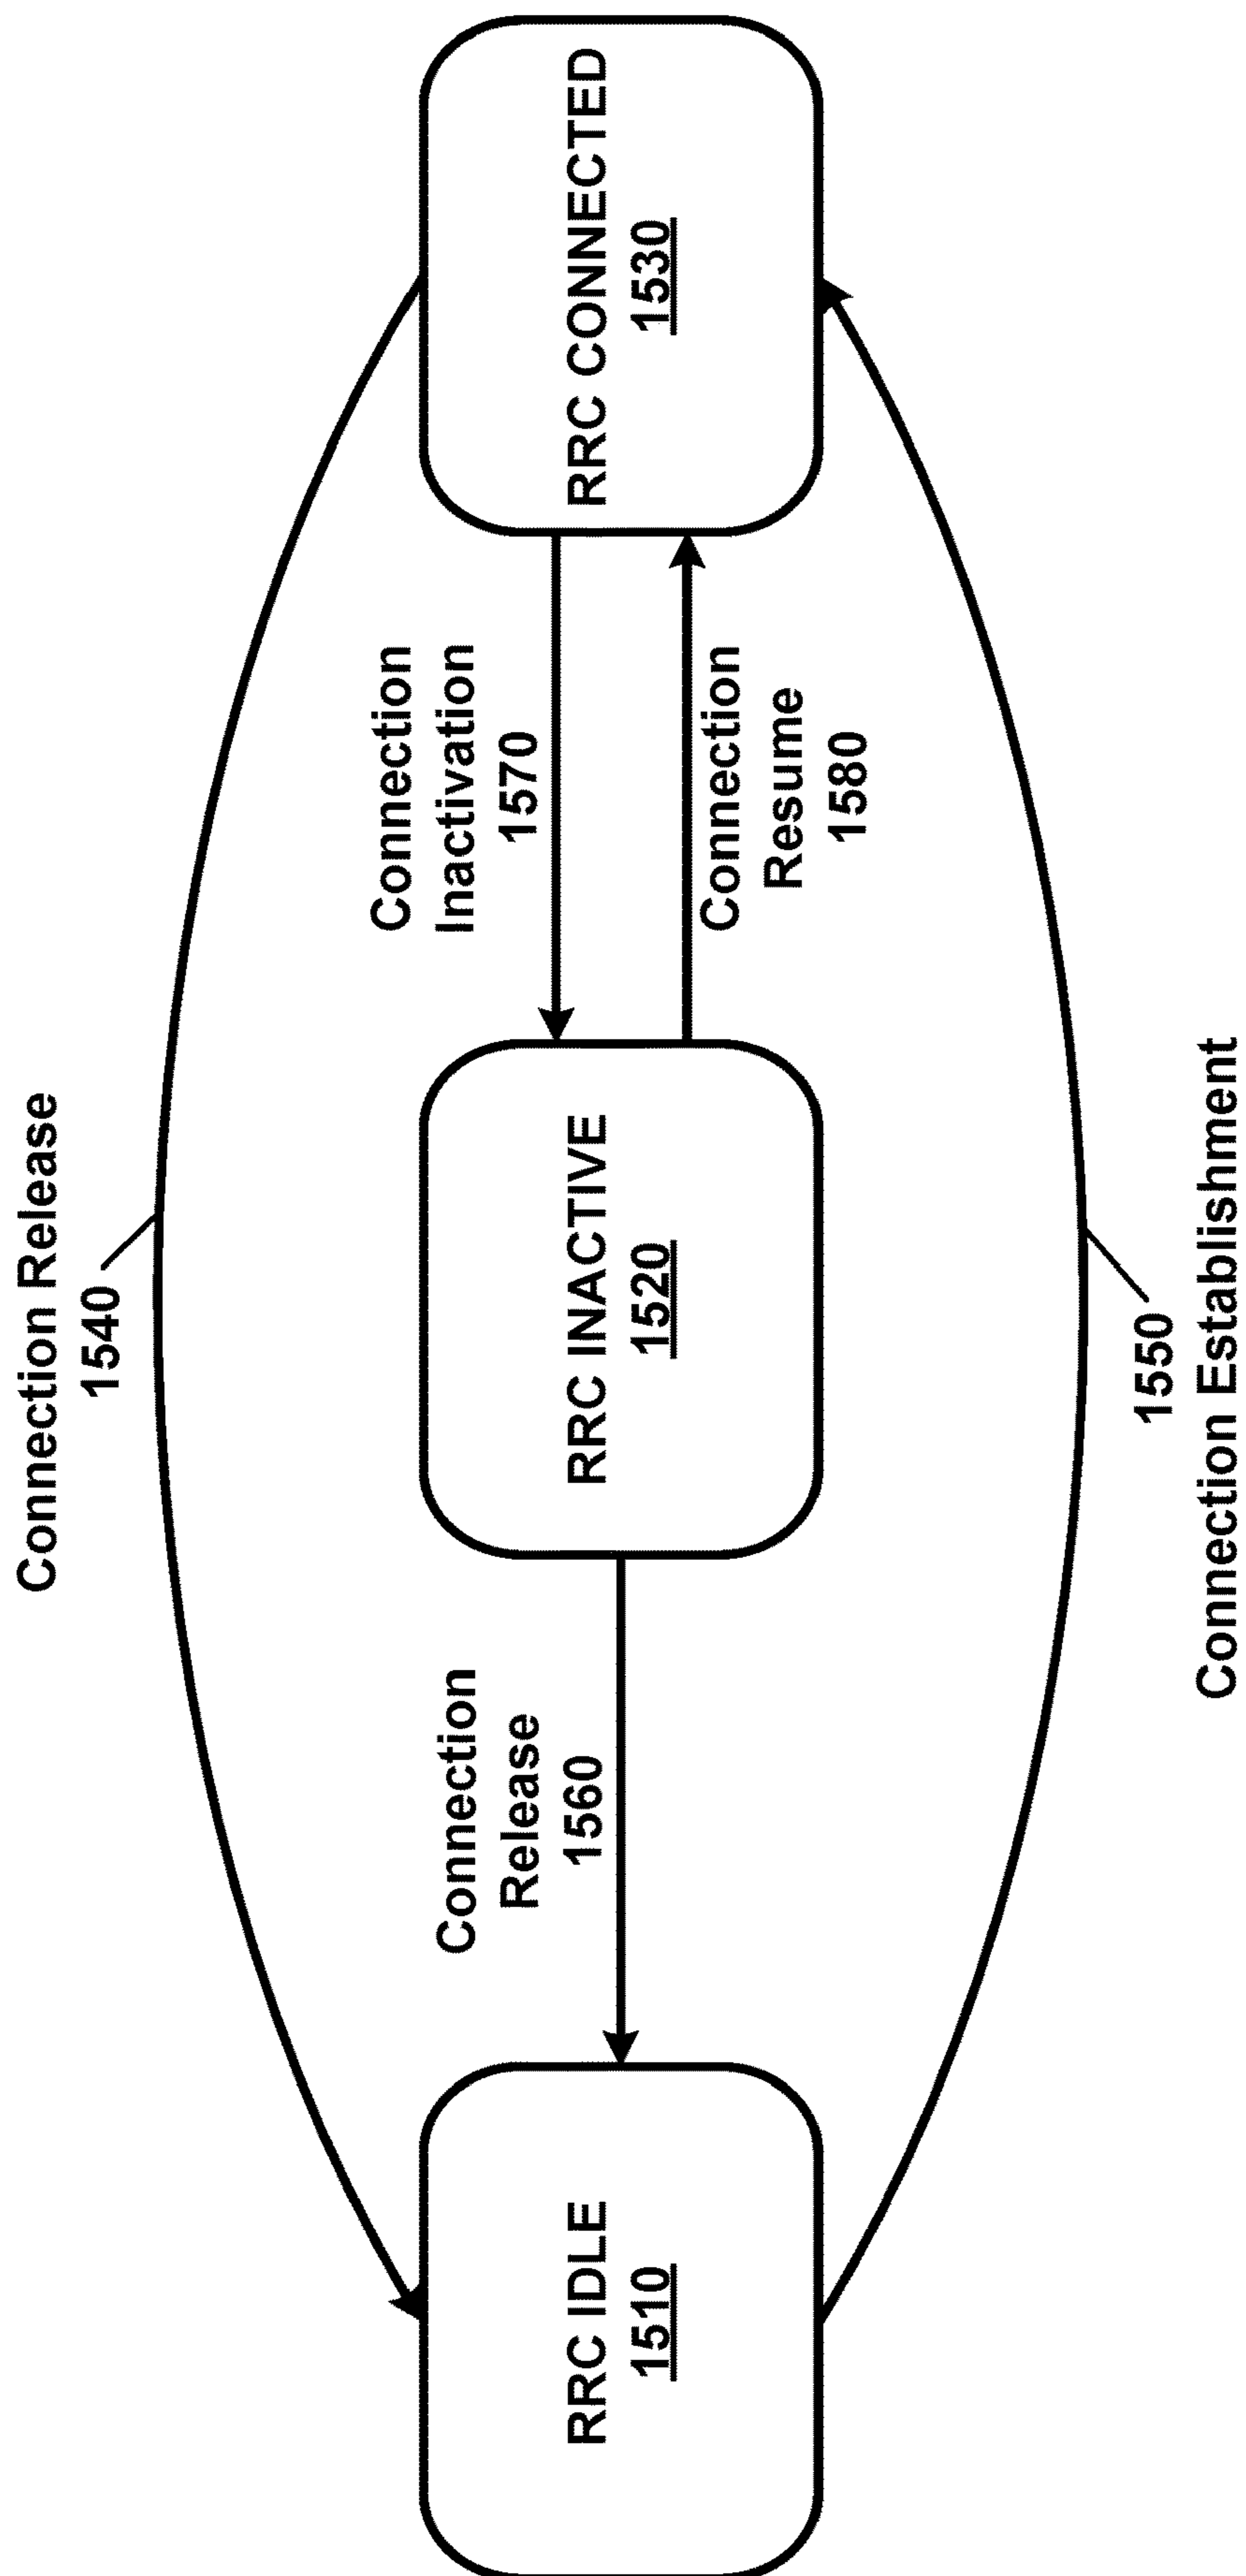 Connection Release
1540
RRC IDLE
1510
Connection
Release
1560
RRC INACTIVE
1520
Connection
Inactivation
1570
Connection
Resume
1580
RRC CONNECTED
1530
1550
Connection Establishment